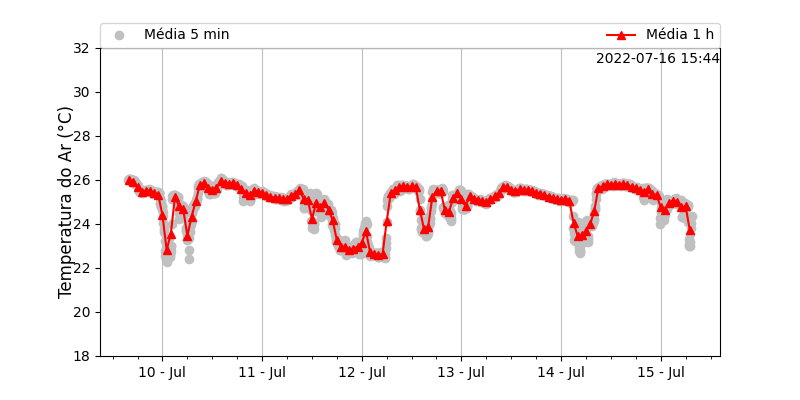 Média 5 min
Média 1 h
2022-07-16 15:44
Temperatura do Ar (°C)
32
30
28
26
24
22
20
18
10 - Jul
11 - Jul
12 - Jul
13 - Jul
14 - Jul
15 - Jul